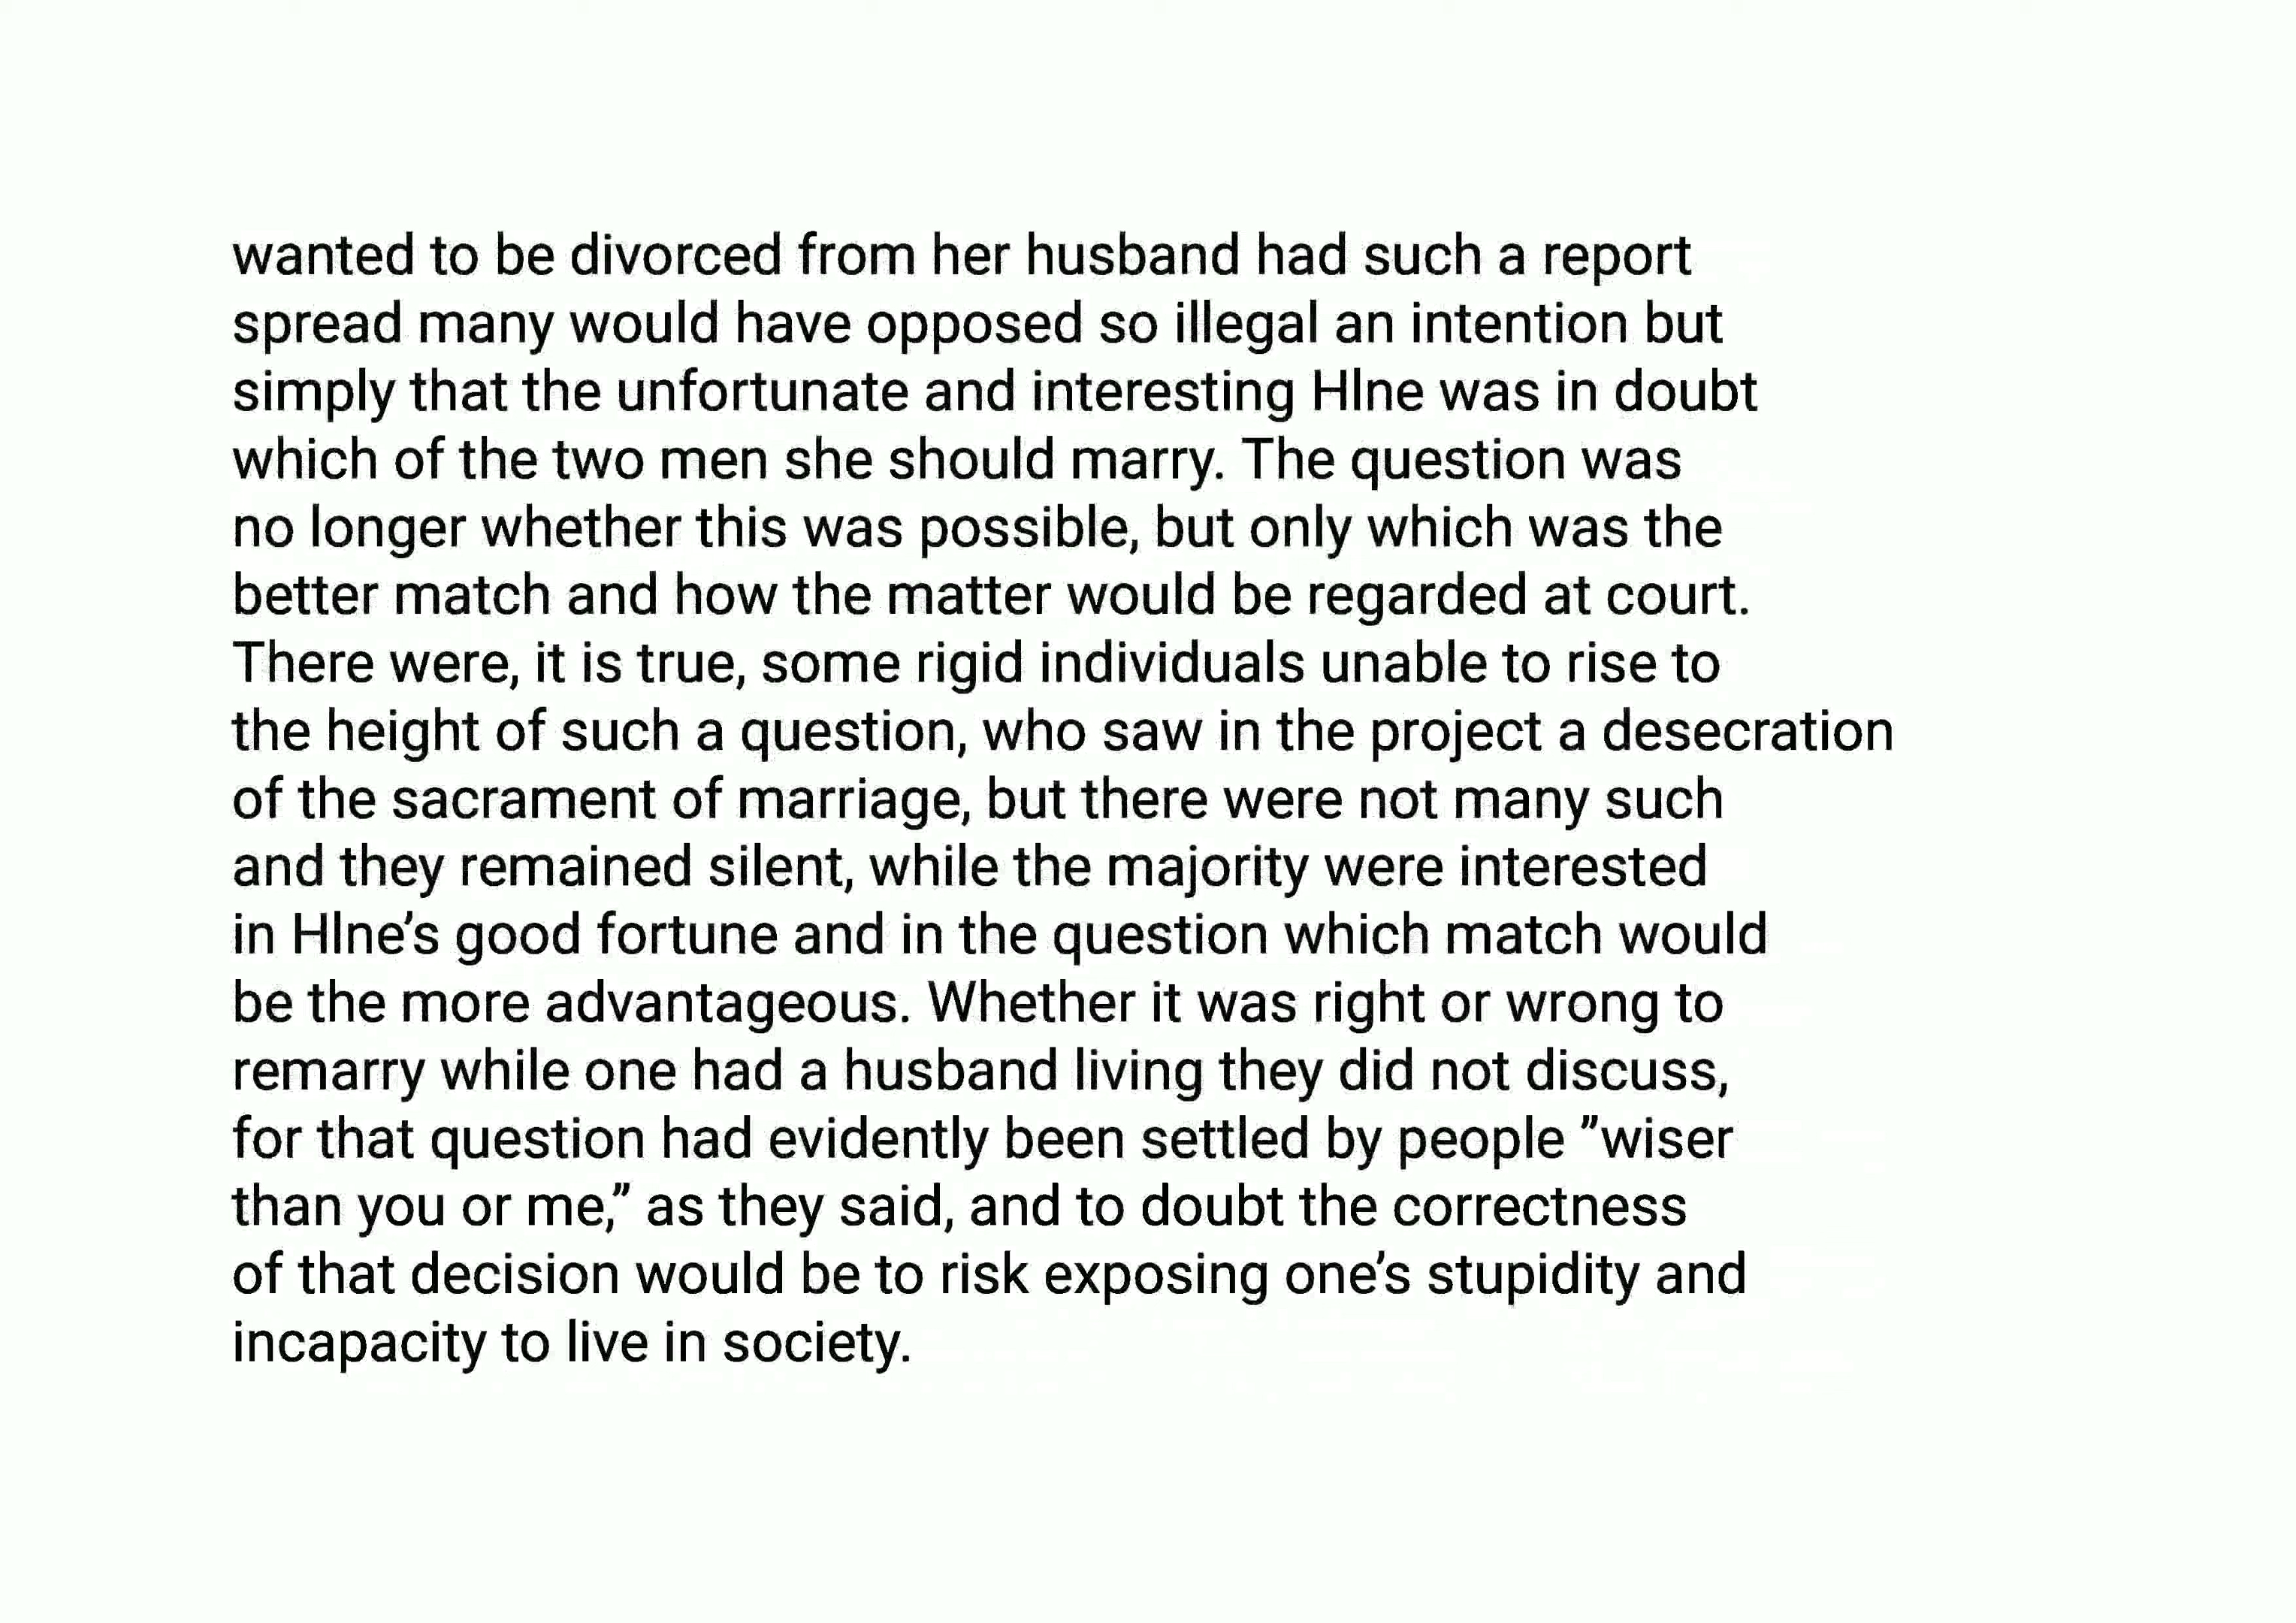 wanted to be divorced from her husband had such a report
spread many would have opposed so illegal an intention but
simply that the unfortunate and interesting Hlne was in doubt
which of the two men she should marry. The question was
no longer whether this was possible, but only which was the
better match and how the matter would be regarded at court.
There were, it is true, some rigid individuals unable to rise to
the height of such a question, who saw in the project a desecration
of the sacrament of marriage, but there were not many such
and they remained silent, while the majority were interested
in Hlne’s good fortune and in the question which match would
be the more advantageous. Whether it was right or wrong to
remarry while one had a husband living they did not discuss,
for that question had evidently been settled by people ”wiser
than you or me,” as they said, and to doubt the correctness
of that decision would be to risk exposing one’s stupidity and
incapacity to live in society.